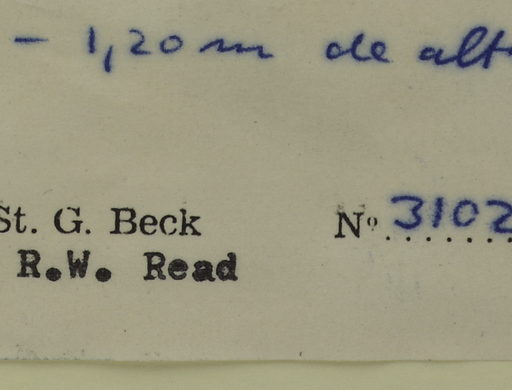 - 1,20 m de alt
St. G. Beck Nº 3102
R.W. Read